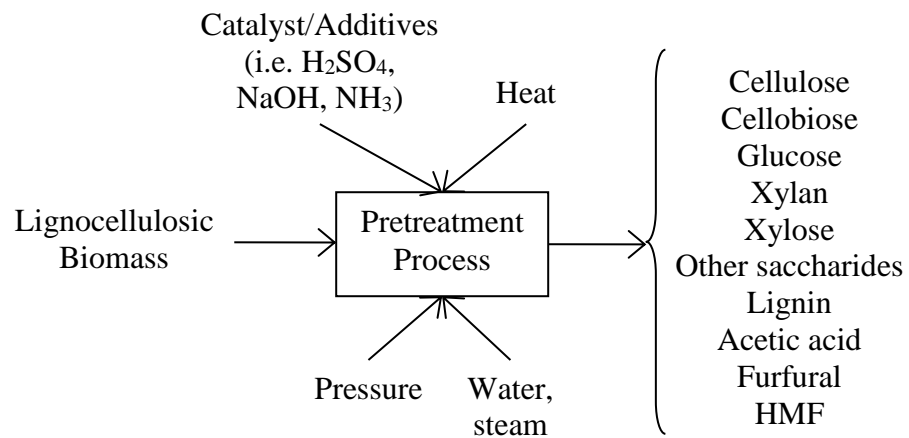 Catalyst/Additives
(i.e. H₂SO₄,
NaOH, NH₃)
Heat
Lignocellulosic
Biomass
Pretreatment
Process
Pressure
Water,
steam
Cellulose
Cellobiose
Glucose
Xylan
Xylose
Other saccharides
Lignin
Acetic acid
Furfural
HMF